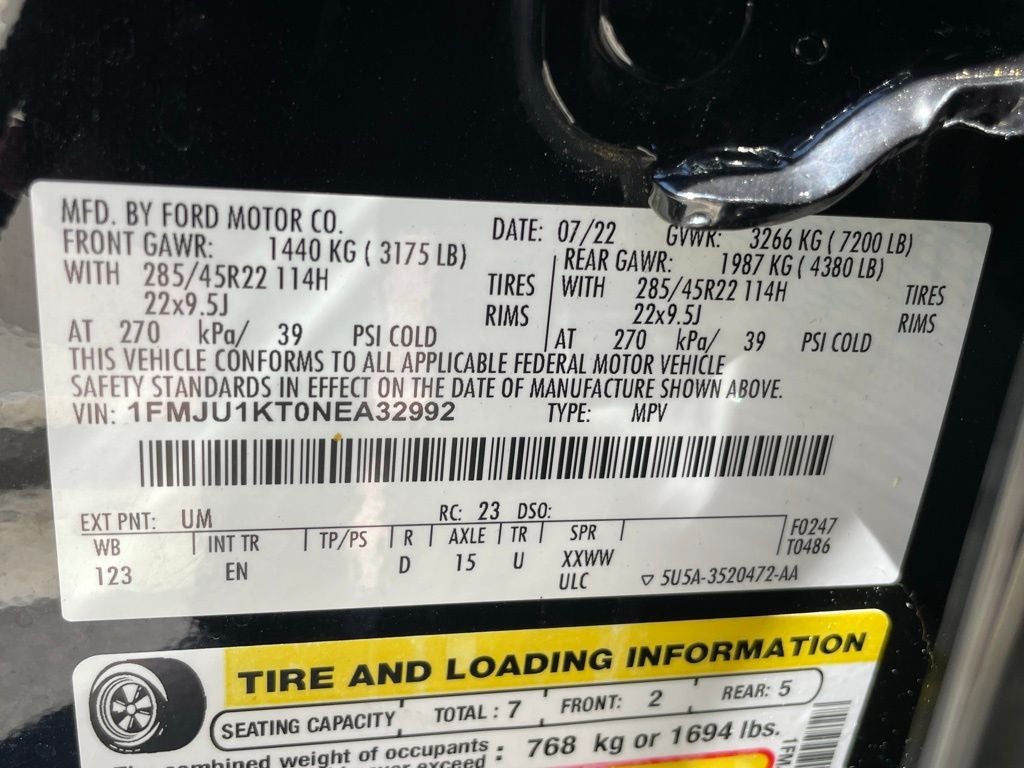 MFD. BY FORD MOTOR CO. DATE: 07/22 GVWR: 3266 KG ( 7200 LB)
FRONT GAWR: 1440 KG ( 3175 LB) REAR GAWR: 1987 KG ( 4380 LB)
WITH 285/45R22 114H TIRES WITH 285/45R22 114H TIRES
22x9.5J RIMS 22x9.5J RIMS
AT 270 kPa/ 39 PSI COLD AT 270 kPa/ 39 PSI COLD
THIS VEHICLE CONFORMS TO ALL APPLICABLE FEDERAL MOTOR VEHICLE
SAFETY STANDARDS IN EFFECT ON THE DATE OF MANUFACTURE SHOWN ABOVE.
VIN: 1FMJU1KT0NEA32992 TYPE: MPV
EXT PNT: UM RC: 23 DSO:
WB INT TR TP/PS R AXLE TR SPR F0247
T0486
123 EN D 15 U XXWW
ULC ▽ 5U5A-3520472-AA
TIRE AND LOADING INFORMATION
SEATING CAPACITY TOTAL : 7 FRONT: 2 REAR: 5
The combined weight of occupants : 768 kg or 1694 lbs.